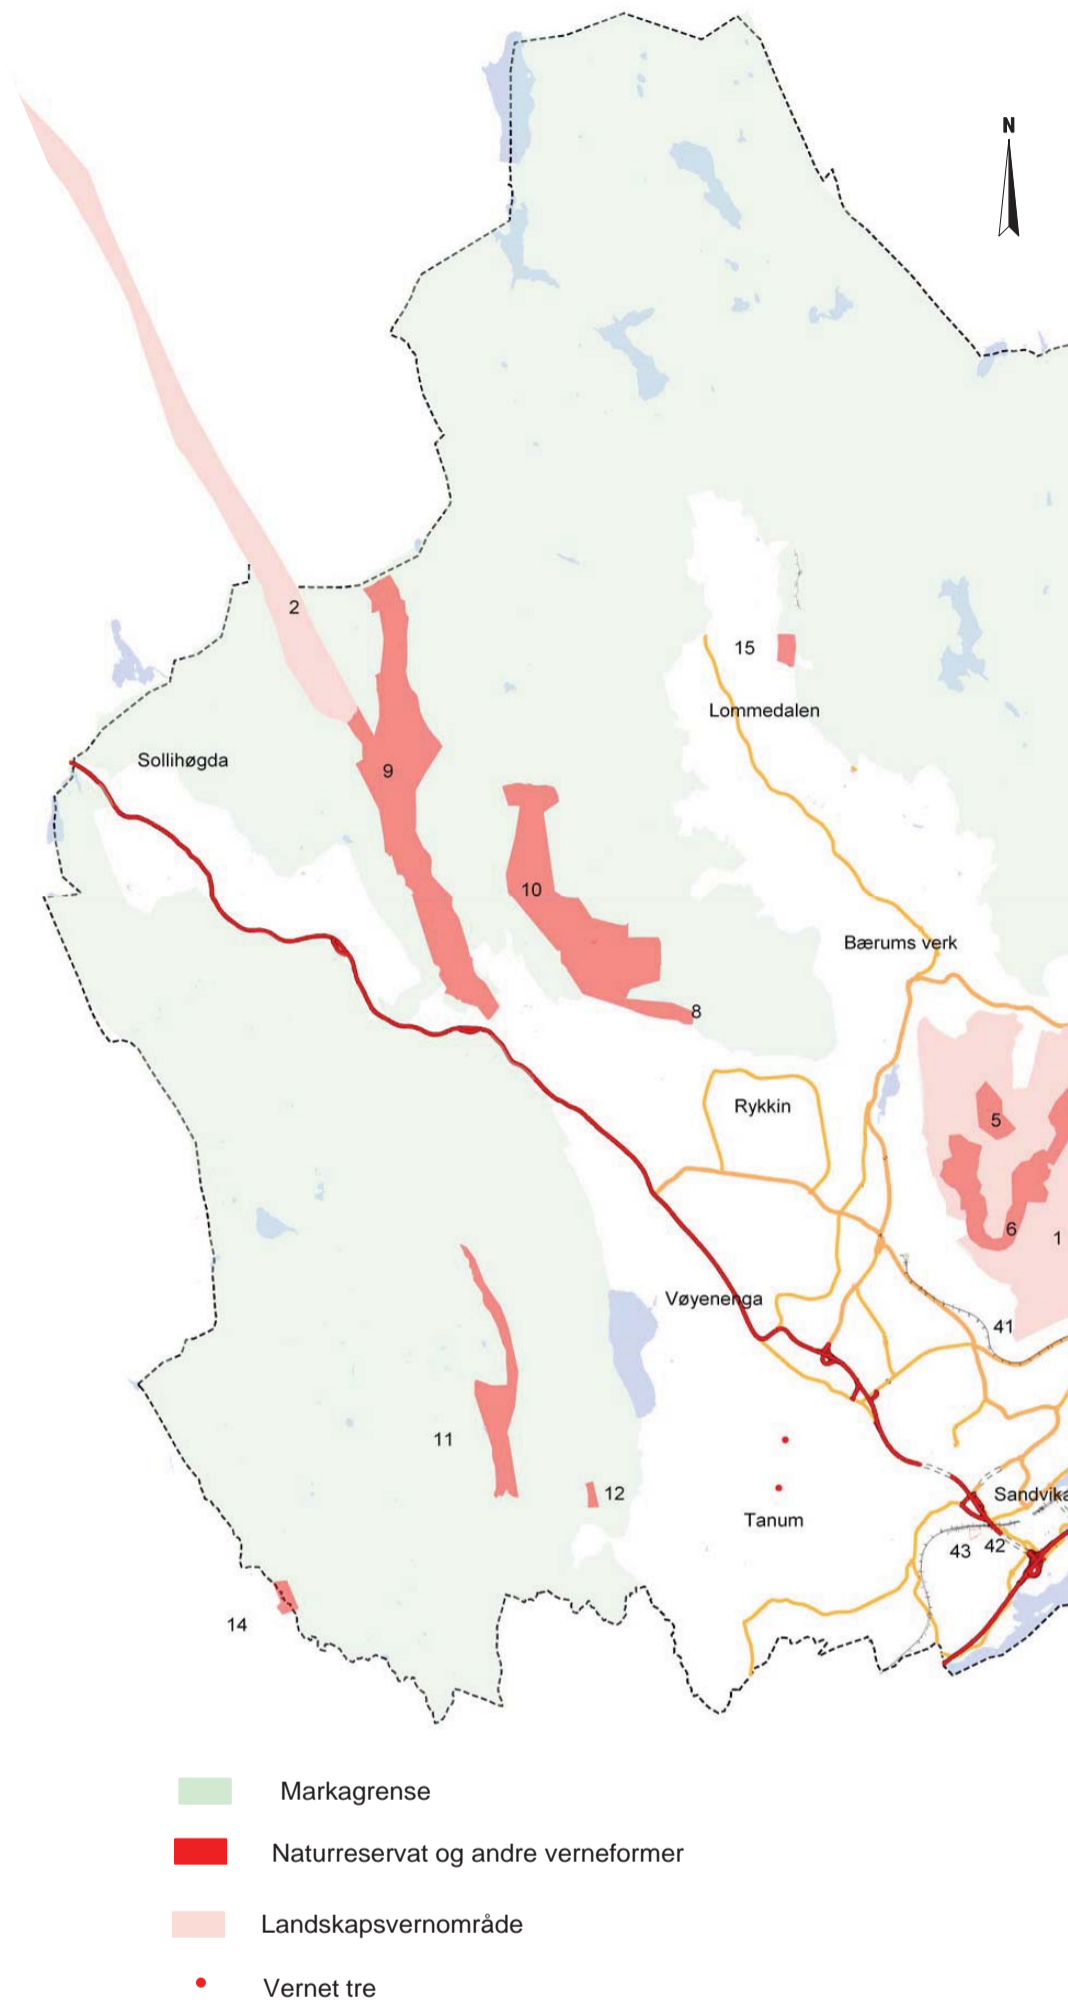 N
2
15
Lommedalen
Sollihøgda
9
10
Bærums verk
8
Rykkin
5
6
1
Vøyenenga
41
11
12
Sandvika
Tanum
43
42
14
Markagrense
Naturreservat og andre verneformer
Landskapsvernområde
Vernet tre